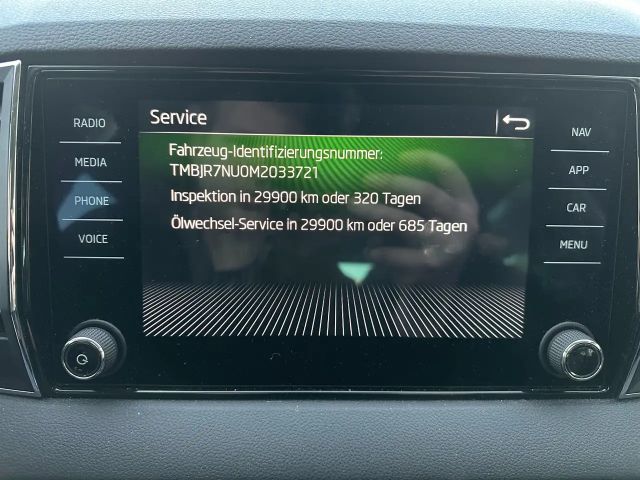 Service
RADIO
MEDIA
PHONE
VOICE
Fahrzeug-Identifizierungsnummer:
TMBJR7NU0M2033721
Inspektion in 29900 km oder 320 Tagen
Ölwechsel-Service in 29900 km oder 685 Tagen
NAV
APP
CAR
MENU